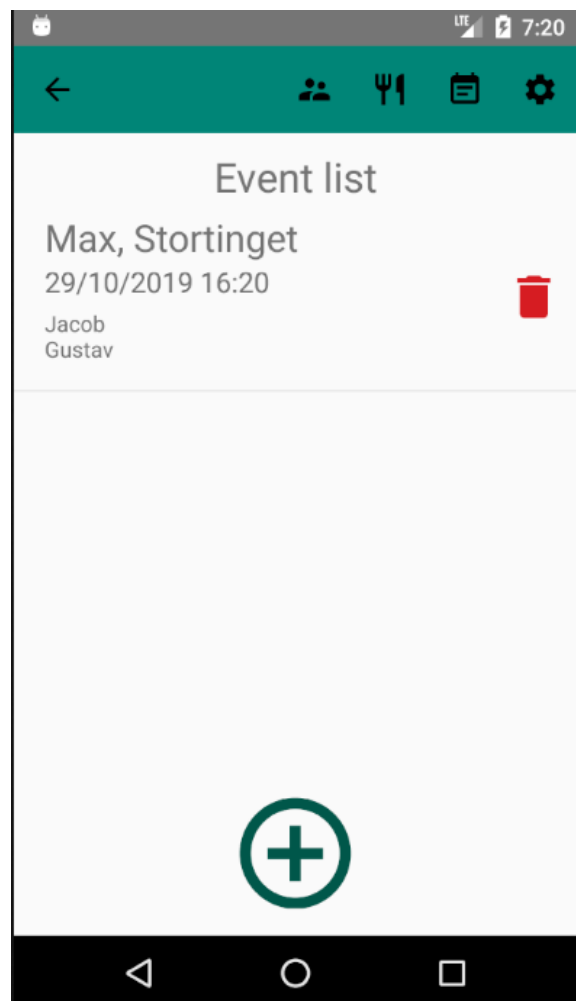 LTE 7:20
Event list
Max, Stortinget
29/10/2019 16:20
Jacob
Gustav